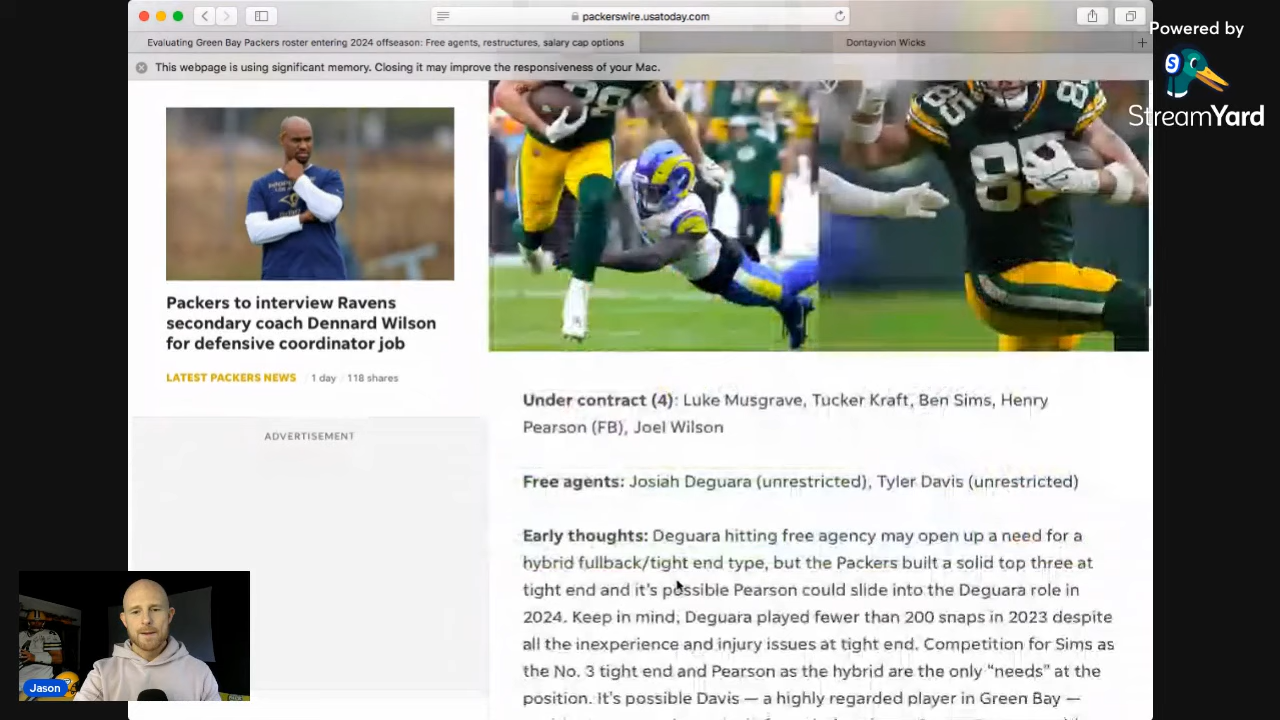 packerswire.usatoday.com
Powered by
StreamYard
Evaluating Green Bay Packers roster entering 2024 offseason: Free agents, restructures, salary cap options
Dontayvion Wicks
This webpage is using significant memory. Closing it may improve the responsiveness of your Mac.
85
Packers to interview Ravens
secondary coach Dennard Wilson
for defensive coordinator job
LATEST PACKERS NEWS / 1 day / 118 shares
ADVERTISEMENT
Under contract (4): Luke Musgrave, Tucker Kraft, Ben Sims, Henry
Pearson (FB), Joel Wilson
Free agents: Josiah Deguara (unrestricted), Tyler Davis (unrestricted)
Early thoughts: Deguara hitting free agency may open up a need for a
hybrid fullback/tight end type, but the Packers built a solid top three at
tight end and it's possible Pearson could slide into the Deguara role in
2024. Keep in mind, Deguara played fewer than 200 snaps in 2023 despite
all the inexperience and injury issues at tight end. Competition for Sims as
the No. 3 tight end and Pearson as the hybrid are the only “needs” at the
position. It's possible Davis — a highly regarded player in Green Bay —
Jason